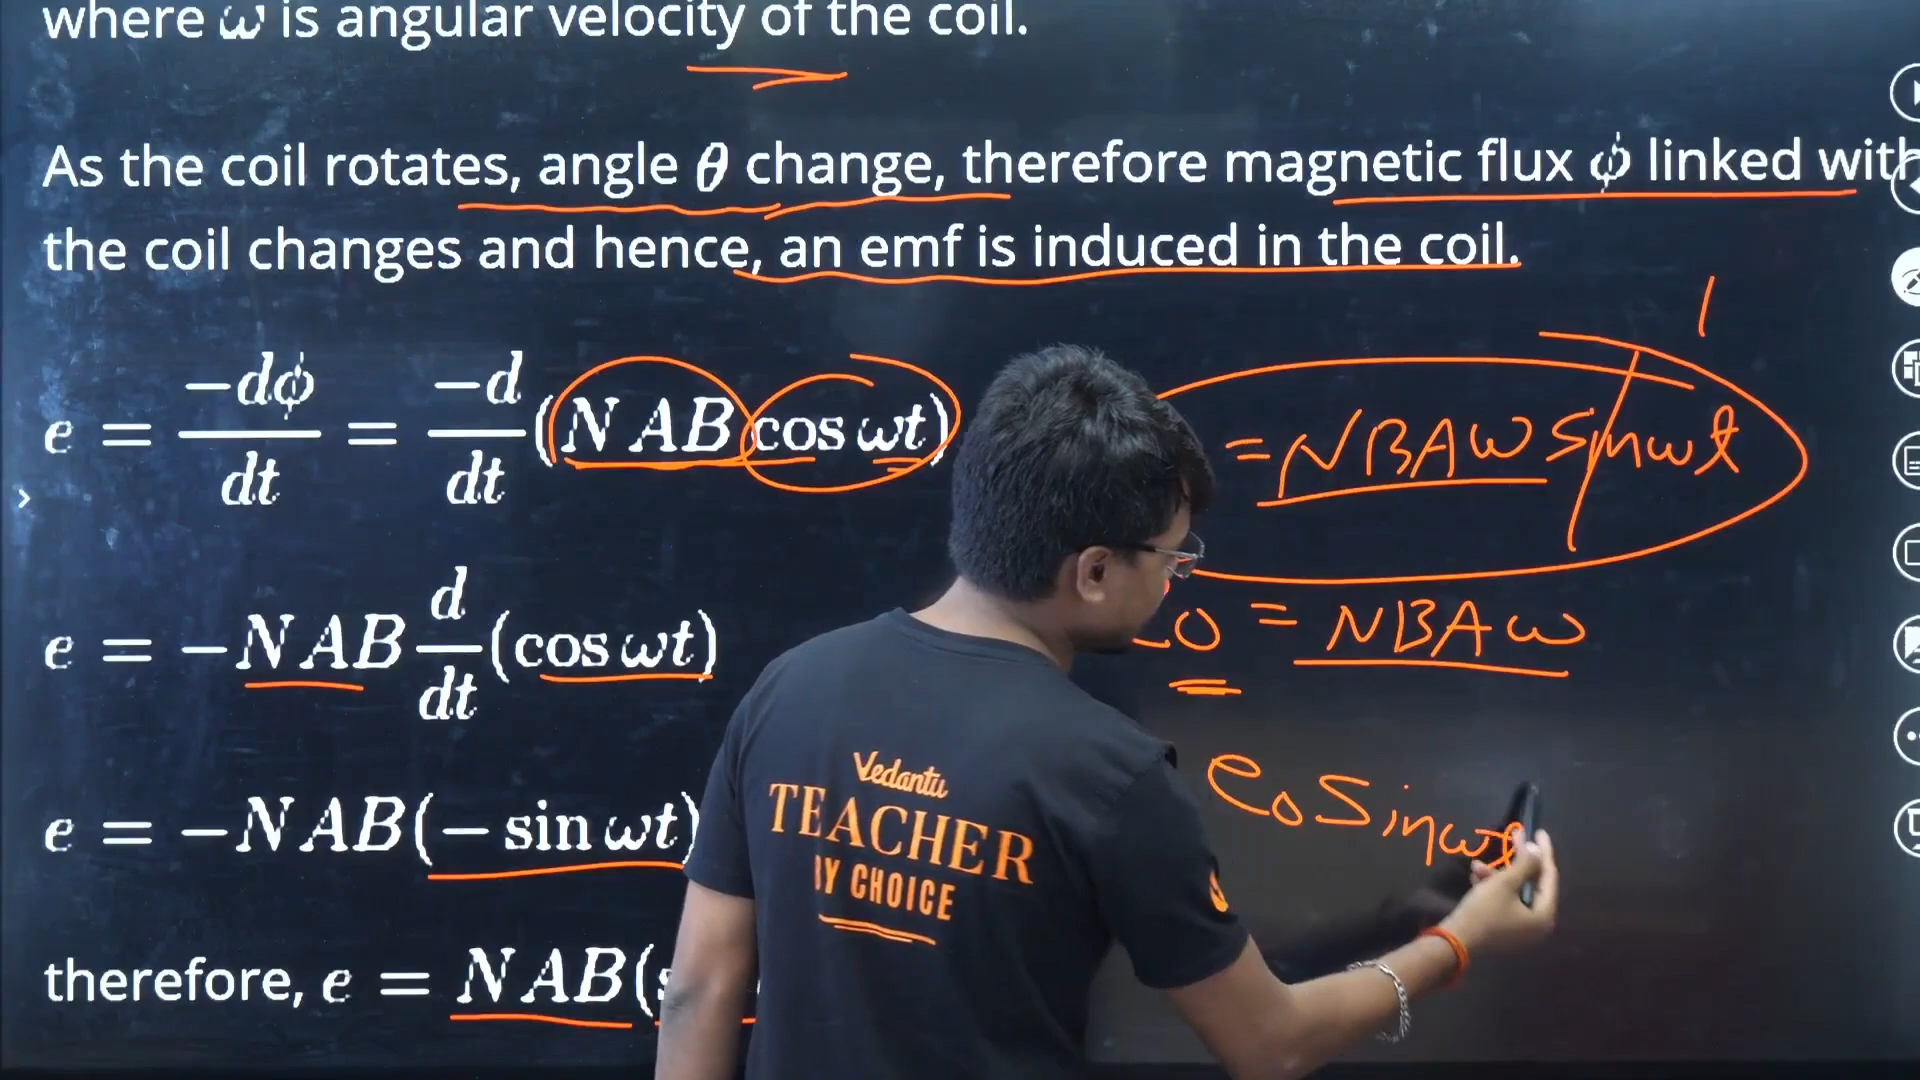 where ω is angular velocity of the coil.
As the coil rotates, angle θ change, therefore magnetic flux ϕ linked with
the coil changes and hence, an emf is induced in the coil.
e = -dϕ/dt = -d/dt (NAB cos ωt)
= NBAω sinωt
e = -NAB d/dt (cos ωt)
0 = NBAω
e = -NAB(- sin ωt)
e0 Sinωt
therefore, e = NAB(s
Vedantu
TEACHER
BY CHOICE